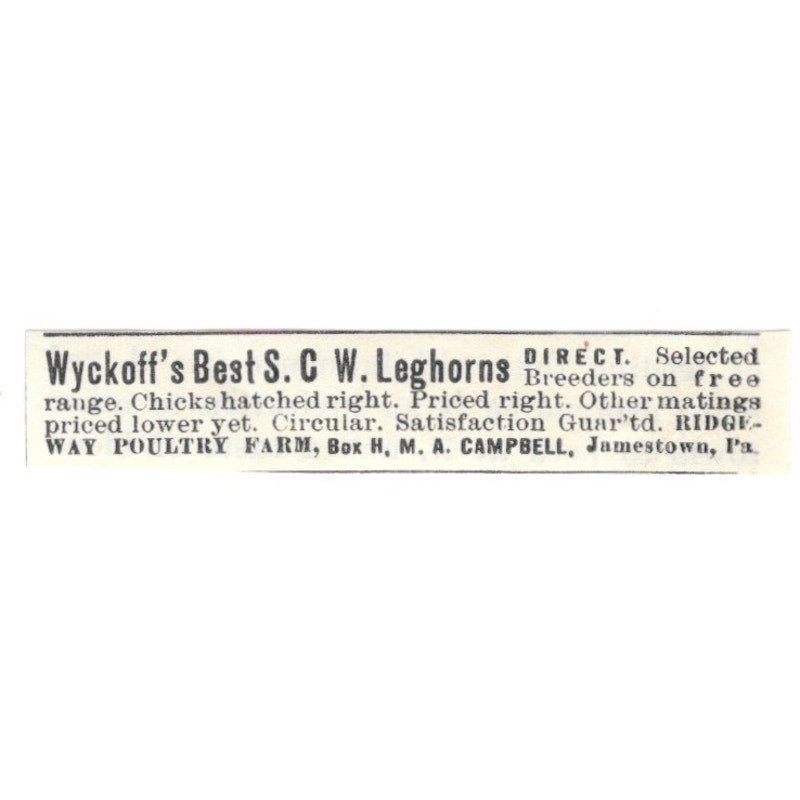 Wyckoff's Best S. C W. Leghorns DIRECT. Selected
Breeders on free
range. Chicks hatched right. Priced right. Other matings
priced lower yet. Circular. Satisfaction Guar'td. RIDGE-
WAY POULTRY FARM, Box H, M. A. CAMPBELL, Jamestown, Pa